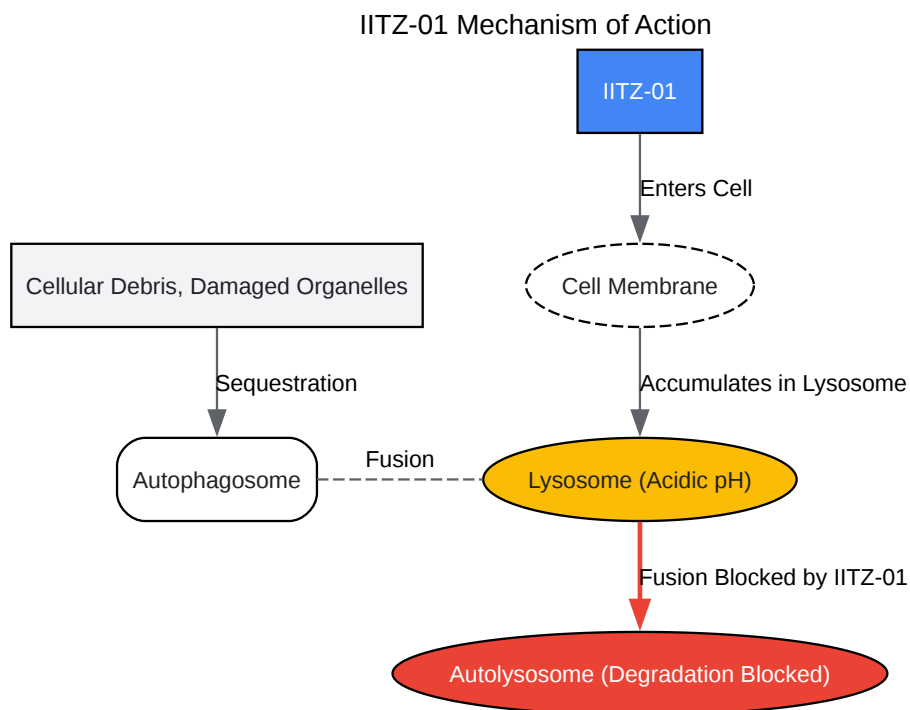 IITZ-01 Mechanism of Action
IITZ-01
Enters Cell
Cellular Debris, Damaged Organelles
Cell Membrane
Sequestration
Accumulates in Lysosome
Autophagosome
Fusion
Lysosome (Acidic pH)
Fusion Blocked by IITZ-01
Autolysosome (Degradation Blocked)